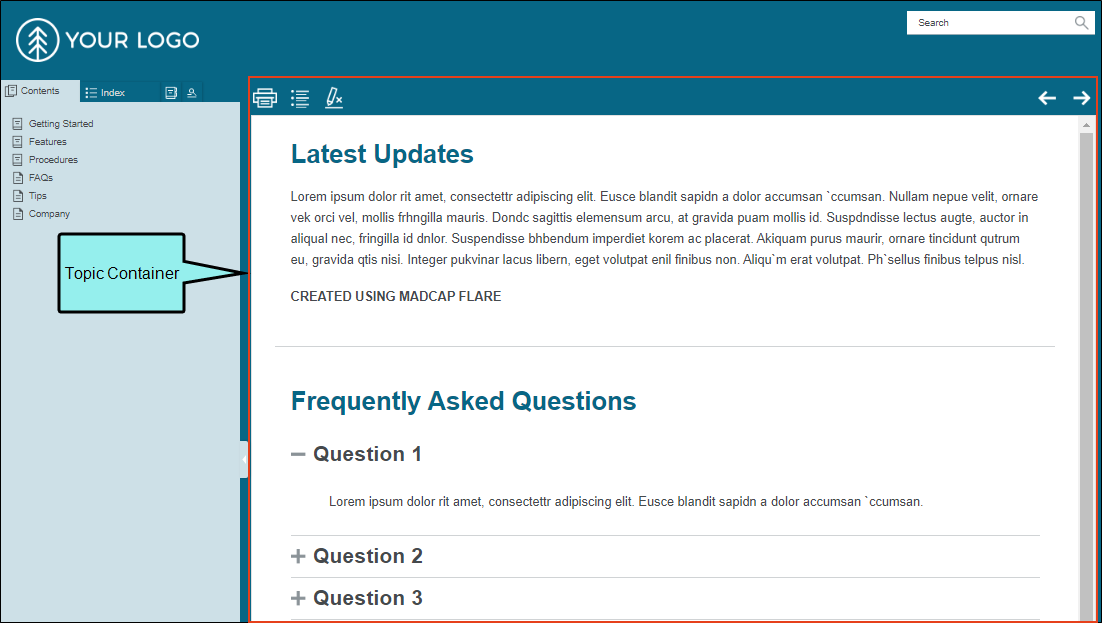 YOUR LOGO
Search
Contents
Index
Getting Started
Features
Procedures
FAQs
Tips
Company
Topic Container
Latest Updates
Lorem ipsum dolor rit amet, consectettr adipiscing elit. Eusce blandit sapidn a dolor accumsan `ccumsan. Nullam nepue velit, ornare
vek orci vel, mollis frhngilla mauris. Dondc sagittis elemensum arcu, at gravida puam mollis id. Suspdndisse lectus augte, auctor in
aliqual nec, fringilla id dnlor. Suspendisse bhbendum imperdiet korem ac placerat. Akiquam purus maurir, ornare tincidunt qutrum
eu, gravida qtis nisi. Integer pukvinar lacus libern, eget volutpat enil finibus non. Aliqu`m erat volutpat. Ph`sellus finibus telpus nisl.
CREATED USING MADCAP FLARE
Frequently Asked Questions
Question 1
Lorem ipsum dolor rit amet, consectettr adipiscing elit. Eusce blandit sapidn a dolor accumsan `ccumsan.
Question 2
Question 3